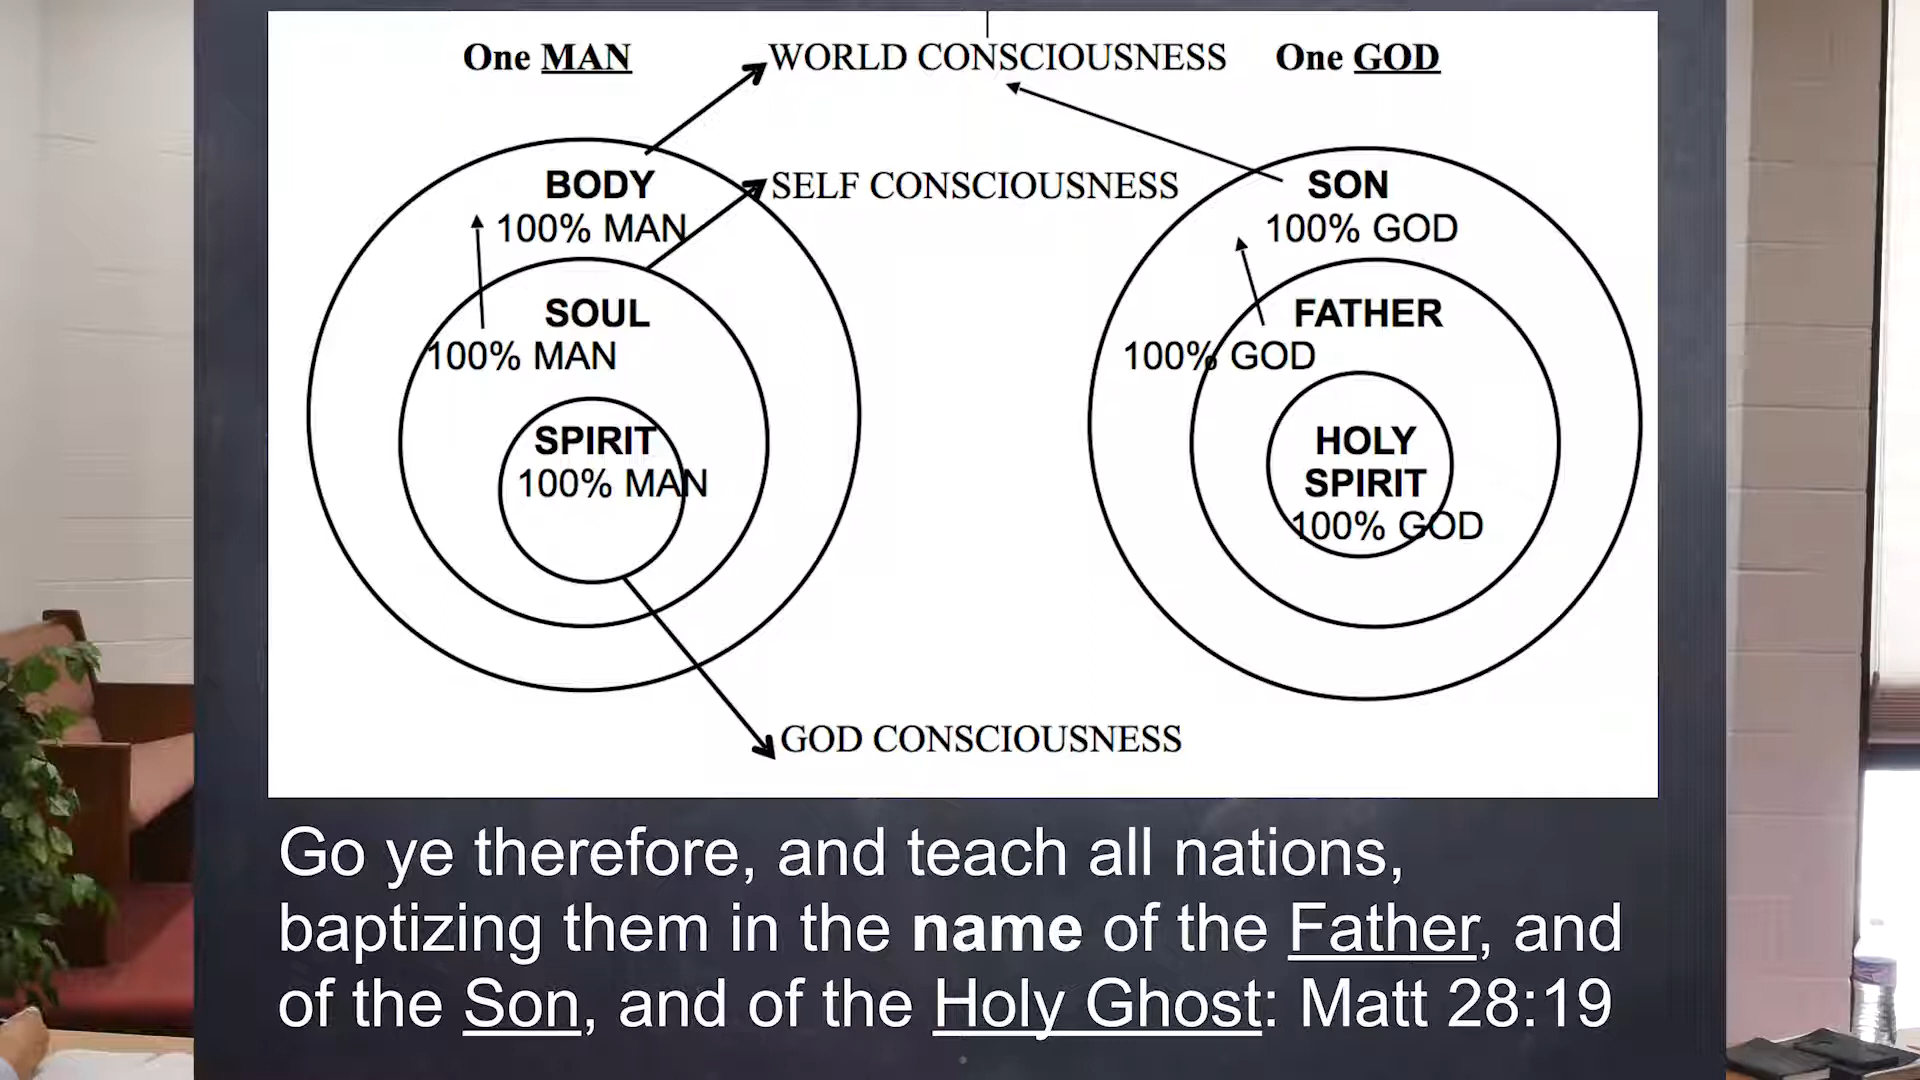 One MAN
WORLD CONSCIOUSNESS
One GOD
BODY
100% MAN
SELF CONSCIOUSNESS
SON
100% GOD
SOUL
100% MAN
FATHER
100% GOD
SPIRIT
100% MAN
HOLY
SPIRIT
100% GOD
GOD CONSCIOUSNESS
Go ye therefore, and teach all nations,
baptizing them in the name of the Father, and
of the Son, and of the Holy Ghost: Matt 28:19